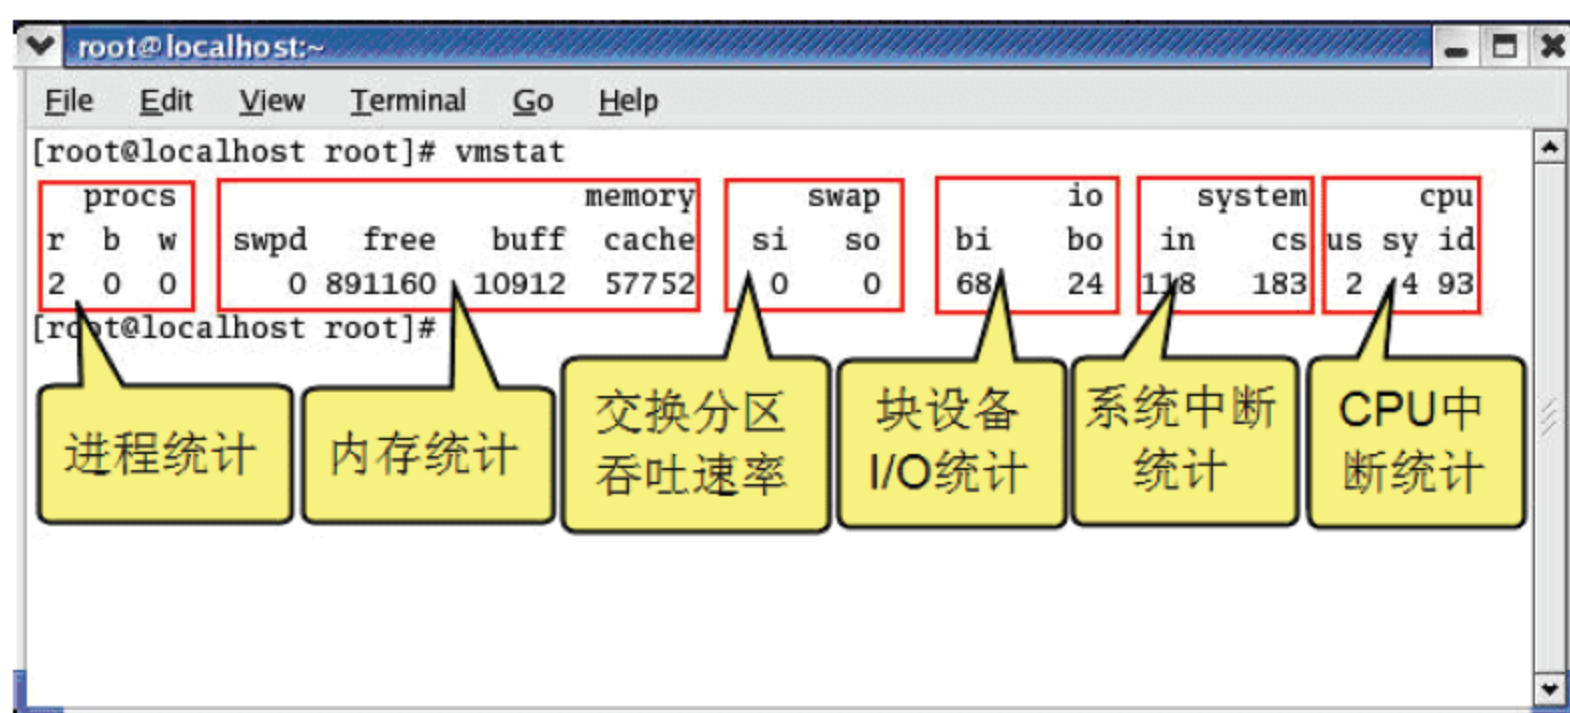 root@localhost:~
File Edit View Terminal Go Help
[root@localhost root]# vmstat
procs memory swap io system cpu
r b w swpd free buff cache si so bi bo in cs us sy id
2 0 0 0 891160 10912 57752 0 0 68 24 118 183 2 4 93
[root@localhost root]#
进程统计
内存统计
交换分区
吞吐速率
块设备
I/O统计
系统中断
统计
CPU中
断统计